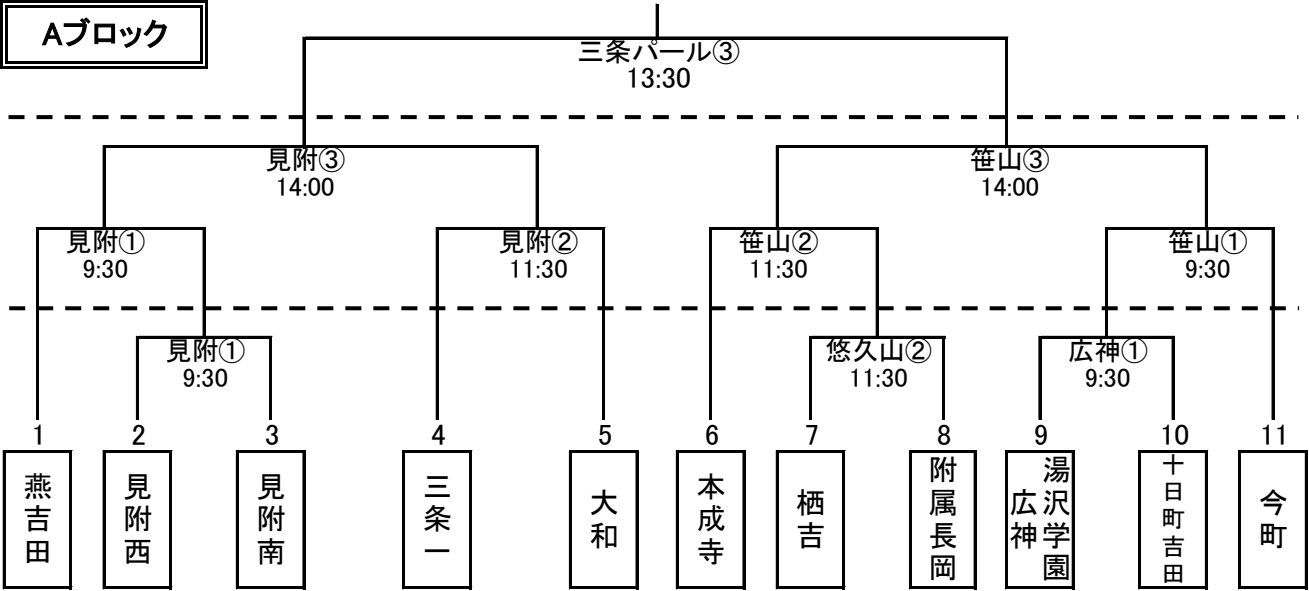 Aブロック
三条パール③
13:30
見附③
14:00
笹山③
14:00
見附①
9:30
見附②
11:30
笹山②
11:30
笹山①
9:30
見附①
9:30
悠久山②
11:30
広神①
9:30
1
2
3
4
5
6
7
8
9
10
11
燕吉田
見附西
見附南
三条一
大和
本成寺
栖吉
附属長岡
湯沢学園
広神
十日町吉田
今町